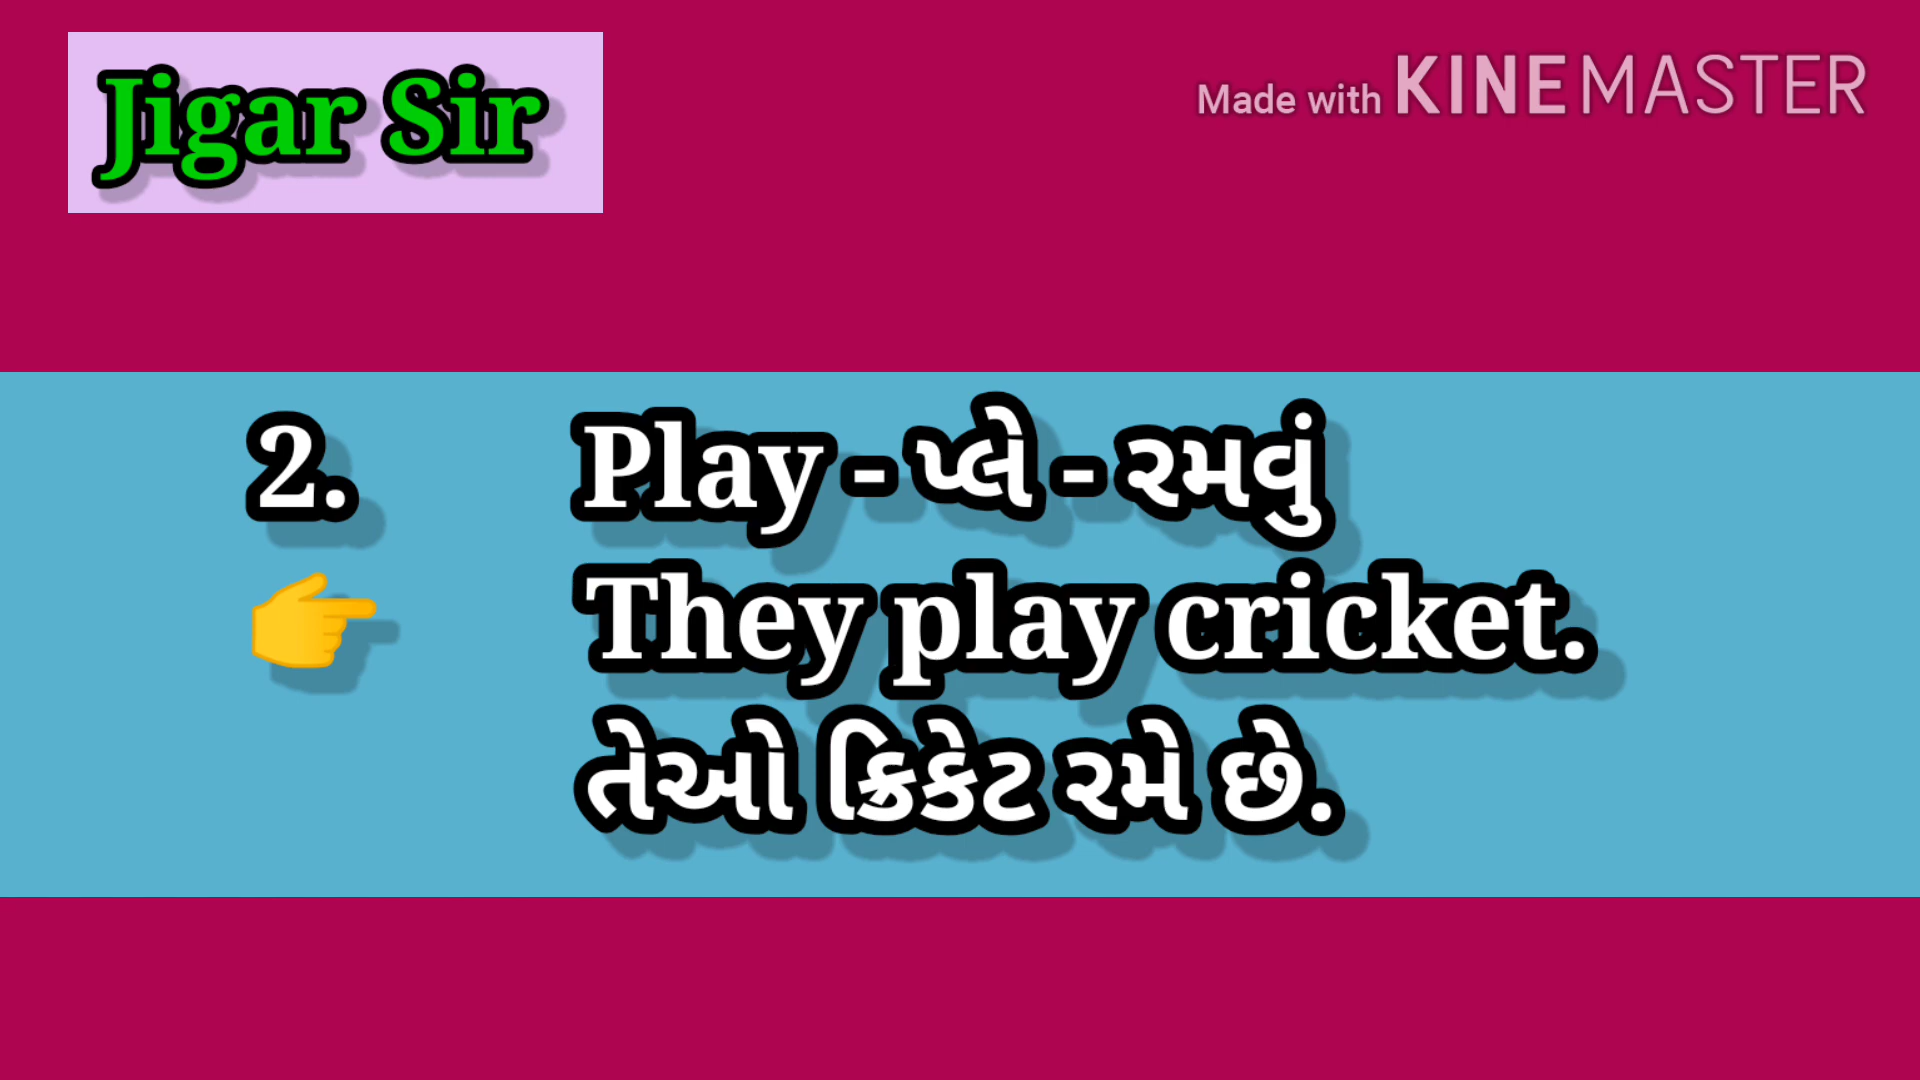 Jigar Sir
Made with KINEMASTER
2. Play - પ્લે - રમવું
👉 They play cricket.
તેઓ ક્રિકેટ રમે છે.